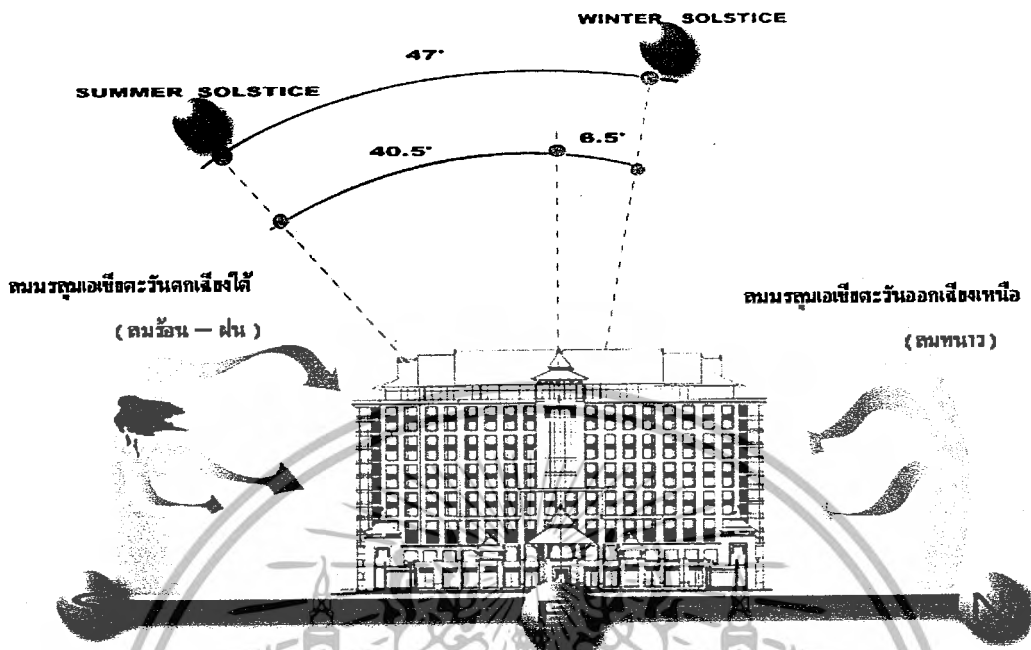 WINTER SOLSTICE
47°
SUMMER SOLSTICE
40.5°
6.5°
ลมมรสุมเอเชียตะวันตกเฉียงใต้
(ลมร้อน – ฝน)
ลมมรสุมเอเชียตะวันออกเฉียงเหนือ
(ลมหนาว)
S
E
N